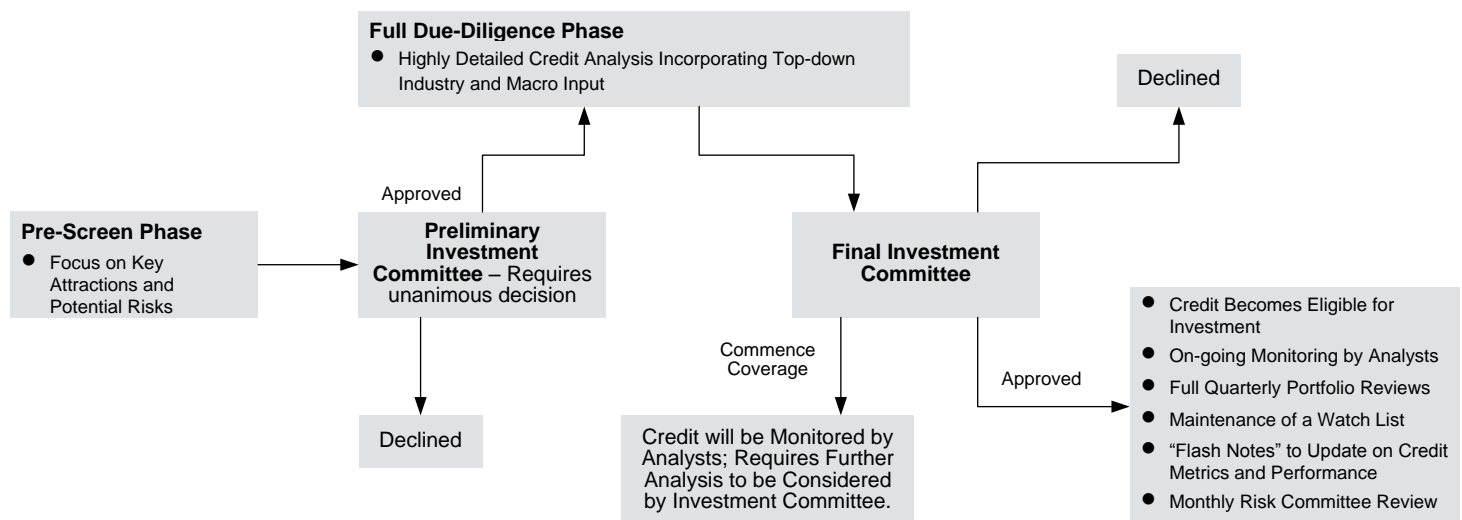 Full Due-Diligence Phase
● Highly Detailed Credit Analysis Incorporating Top-down
Industry and Macro Input
Declined
Approved
Pre-Screen Phase
● Focus on Key
Attractions and
Potential Risks
Preliminary
Investment
Committee – Requires
unanimous decision
Final Investment
Committee
Declined
Commence
Coverage
Credit will be Monitored by
Analysts; Requires Further
Analysis to be Considered
by Investment Committee.
Approved
● Credit Becomes Eligible for
Investment
● On-going Monitoring by Analysts
● Full Quarterly Portfolio Reviews
● Maintenance of a Watch List
● “Flash Notes” to Update on Credit
Metrics and Performance
● Monthly Risk Committee Review